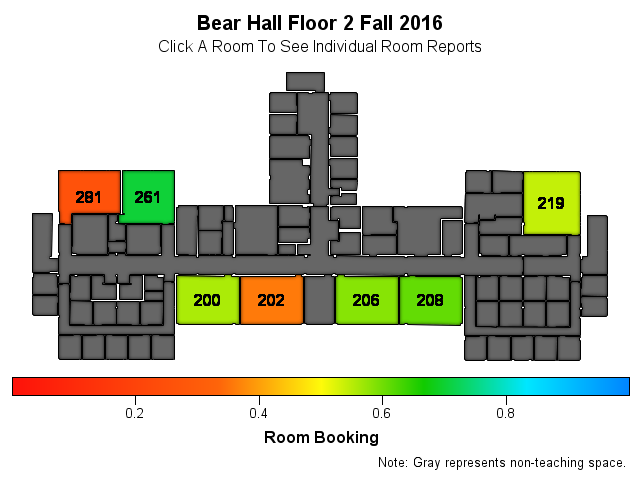 Bear Hall Floor 2 Fall 2016
Click A Room To See Individual Room Reports
281 261 219
200 202 206 208
0.2 0.4 0.6 0.8
Room Booking
Note: Gray represents non-teaching space.